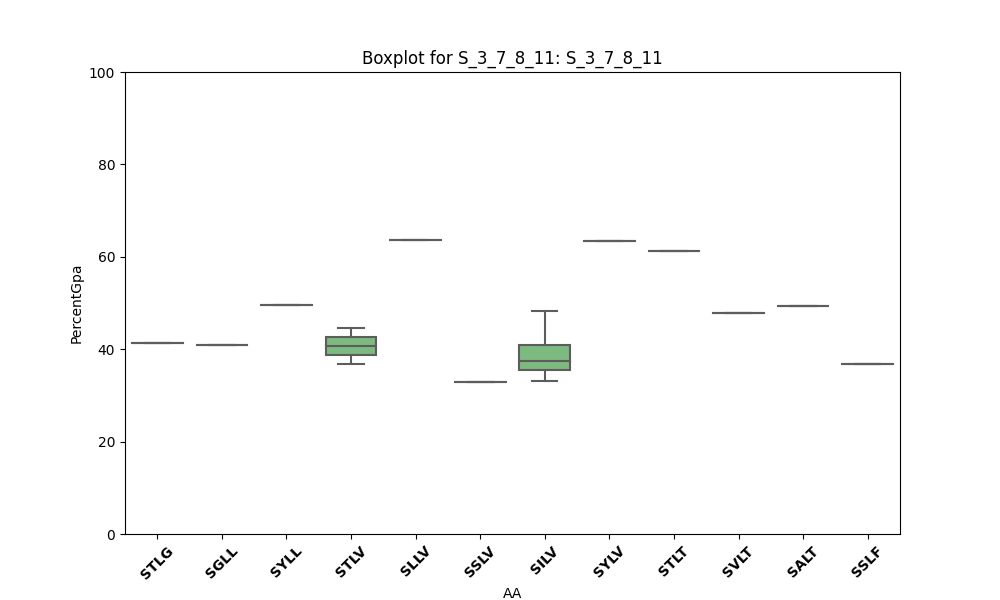 Boxplot for S_3_7_8_11: S_3_7_8_11
100
80
60
40
20
0
PercentGpa
STLG
SGLL
SYLL
STLV
SLLV
SSLV
SILV
SYLV
STLT
SVLT
SALT
SSLF
AA